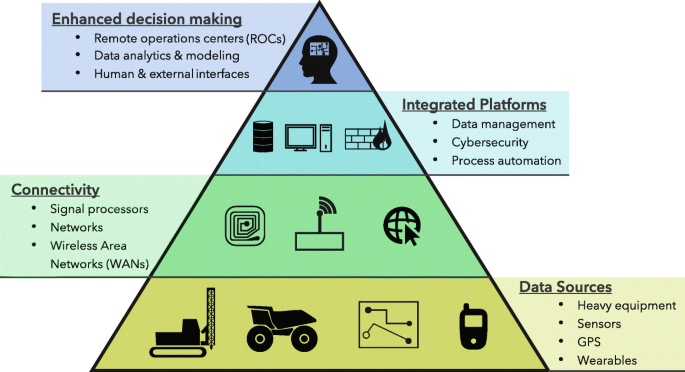 Enhanced decision making
• Remote operations centers (ROCs)
• Data analytics & modeling
• Human & external interfaces
Integrated Platforms
• Data management
• Cybersecurity
• Process automation
Connectivity
• Signal processors
• Networks
• Wireless Area
Networks (WANs)
Data Sources
• Heavy equipment
• Sensors
• GPS
• Wearables